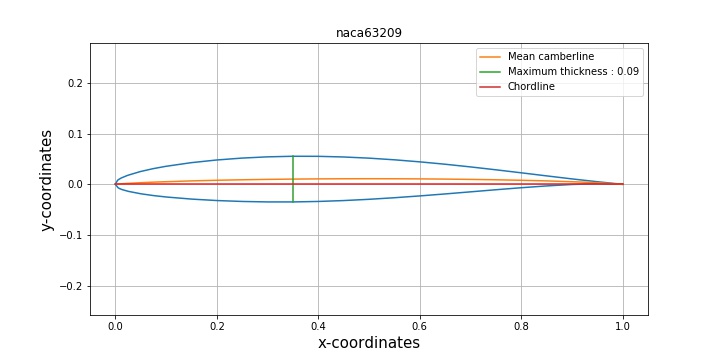 naca63209
Mean camberline
Maximum thickness : 0.09
Chordline
y-coordinates
0.2
0.1
0.0
−0.1
−0.2
0.0 0.2 0.4 0.6 0.8 1.0
x-coordinates